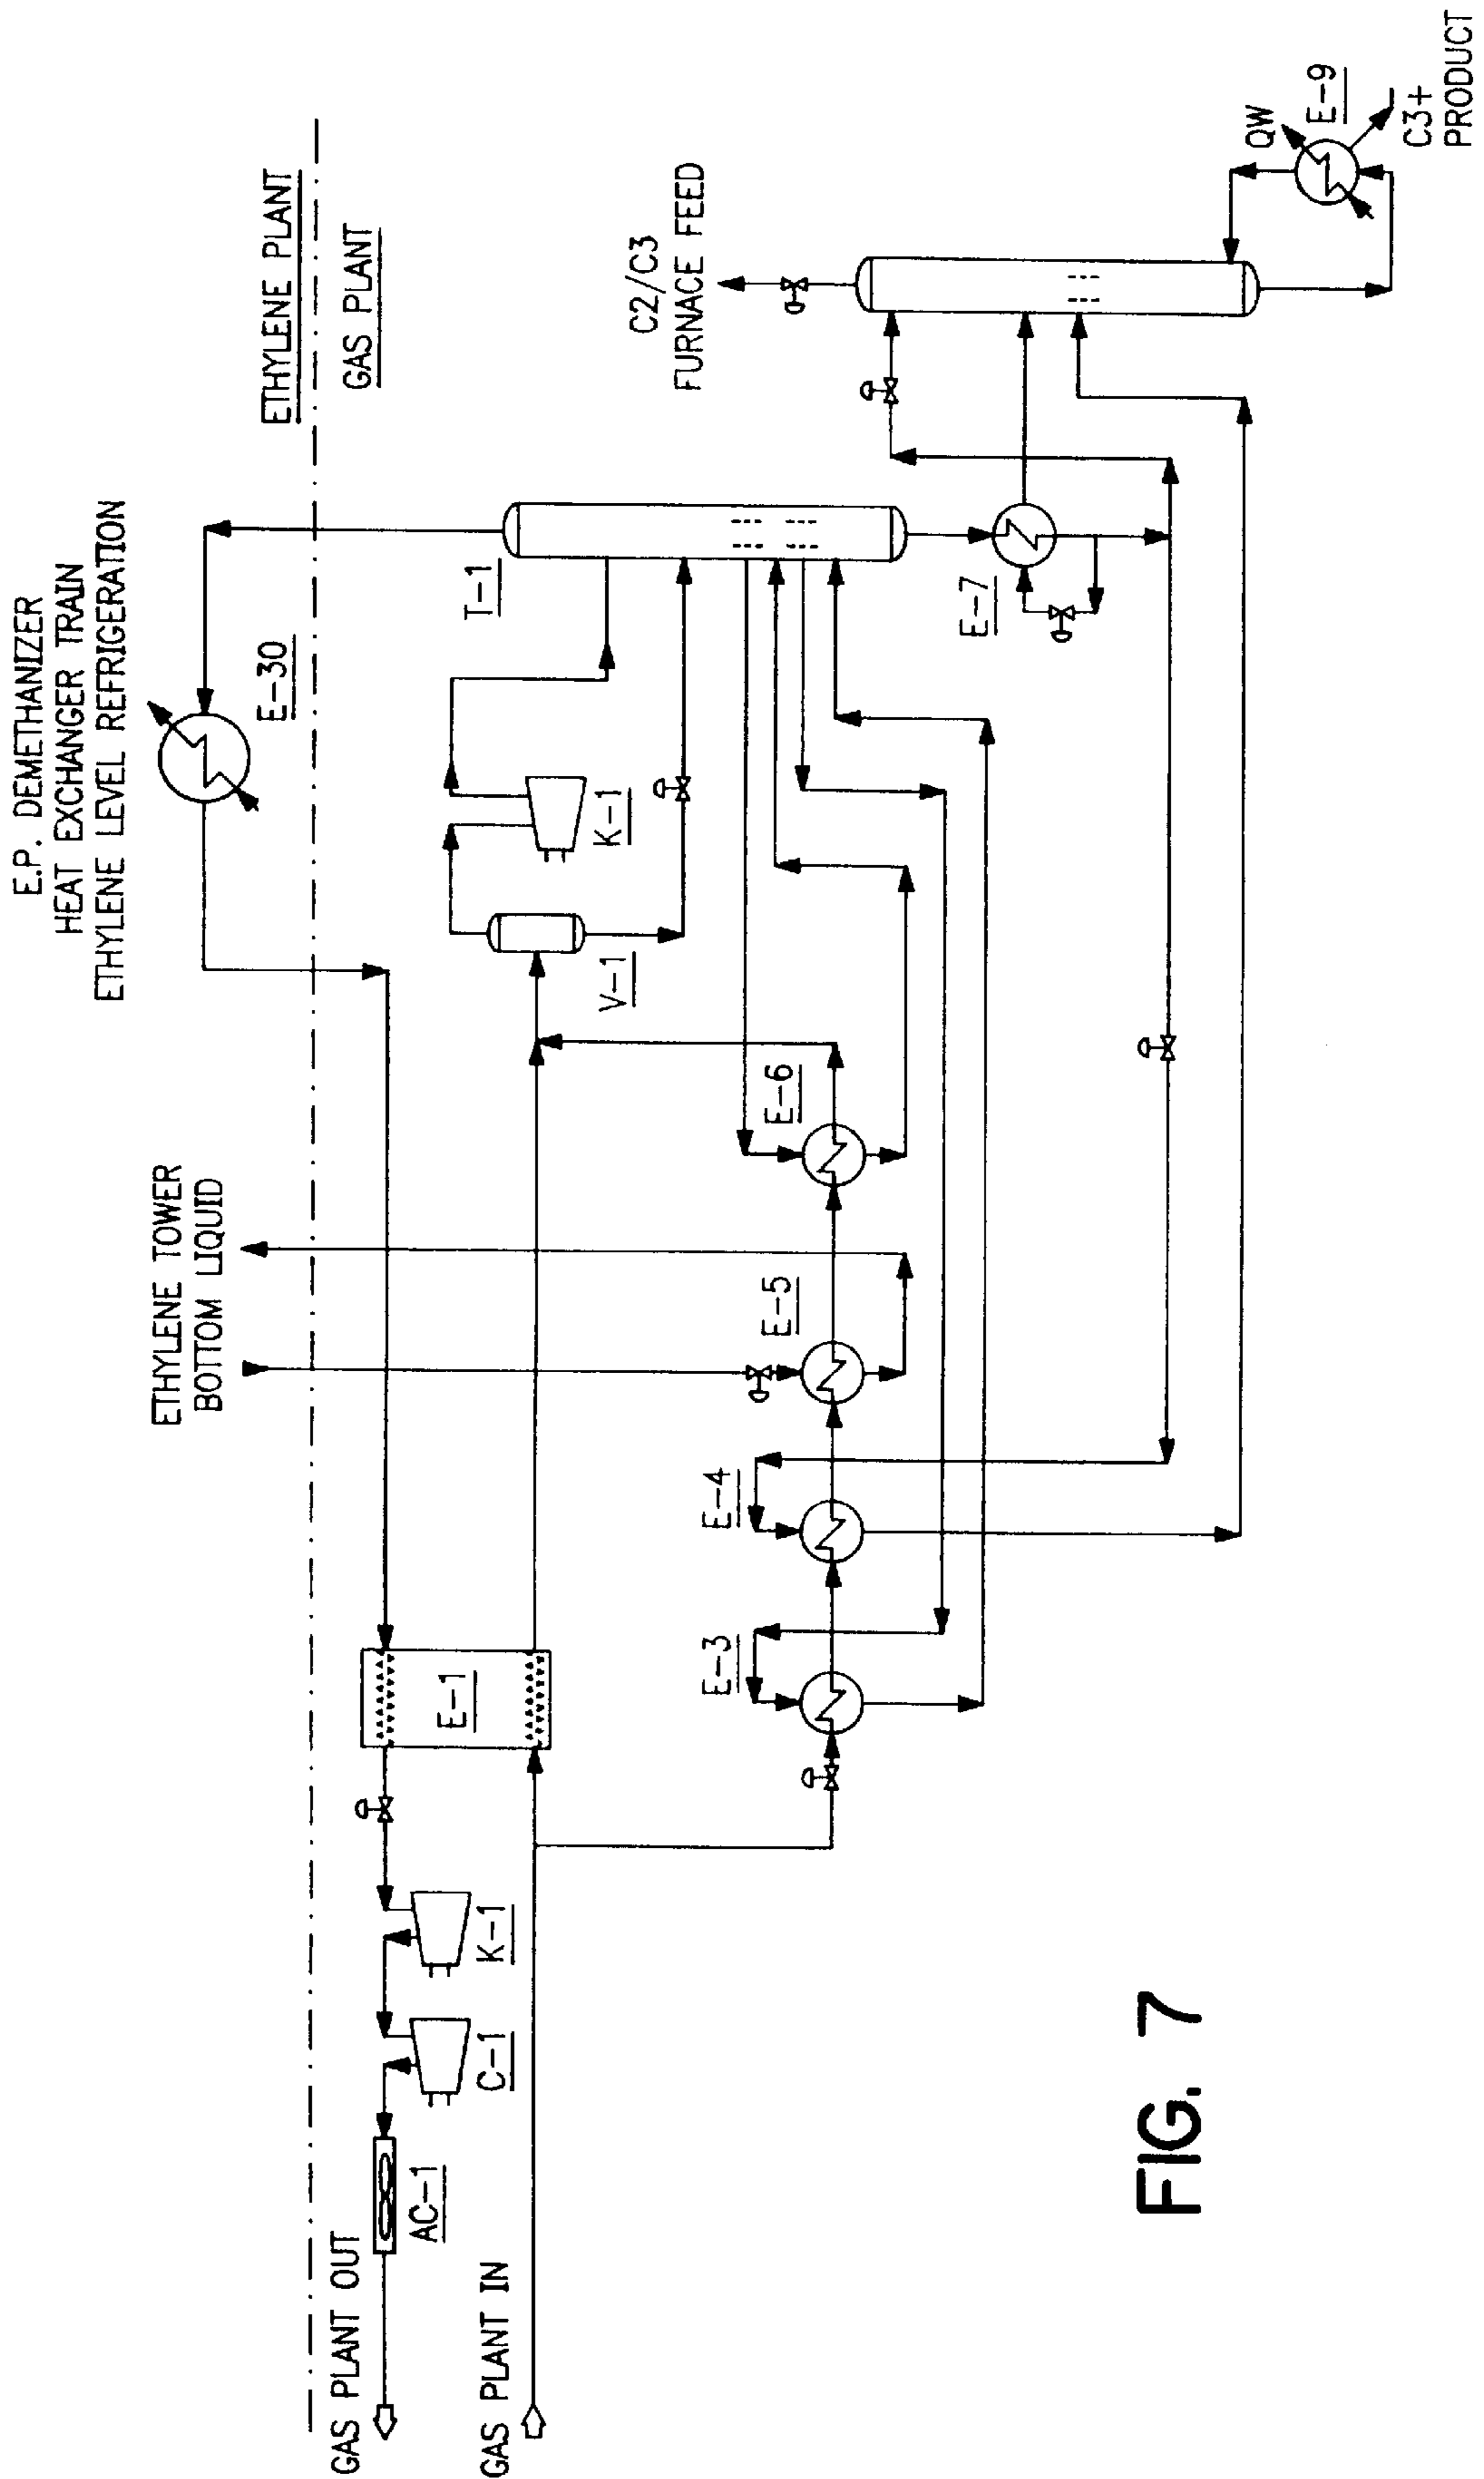 E.P. DEMETHANIZER
HEAT EXCHANGER TRAIN
ETHYLENE LEVEL REFRIGERATION
ETHYLENE TOWER
BOTTOM LIQUID
E-30
ETHYLENE PLANT
GAS PLANT
GAS PLANT OUT
AC-1
C-1
K-1
E-1
GAS PLANT IN
V-1
K-1
T-1
C2/C3
FURNACE FEED
E-3
E-4
E-5
E-6
E-7
QW
E-9
C3+
PRODUCT
FIG. 7